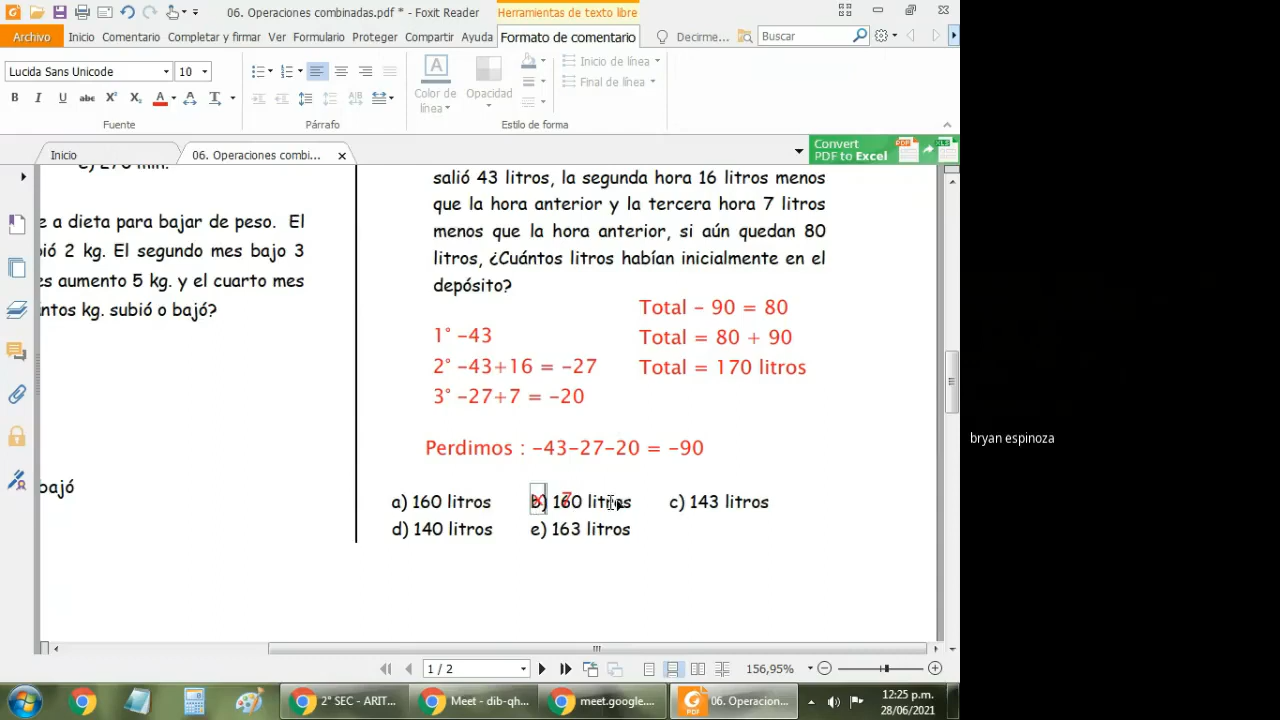 06. Operaciones combinadas.pdf * - Foxit Reader
Herramientas de texto libre
Archivo Inicio Comentario Completar y firmar Ver Formulario Proteger Compartir Ayuda Formato de comentario Decirme... Buscar
Lucida Sans Unicode 10
Fuente
Párrafo
Color de línea
Opacidad
Inicio de línea
Final de línea
Estilo de forma
Inicio
06. Operaciones combi...
Convert
PDF to Excel
e a dieta para bajar de peso. El
ió 2 kg. El segundo mes bajo 3
es aumento 5 kg. y el cuarto mes
ntos kg. subió o bajó?
bajó
salió 43 litros, la segunda hora 16 litros menos
que la hora anterior y la tercera hora 7 litros
menos que la hora anterior, si aún quedan 80
litros, ¿Cuántos litros habían inicialmente en el
depósito?
1° -43
2° -43+16 = -27
3° -27+7 = -20
Total - 90 = 80
Total = 80 + 90
Total = 170 litros
Perdimos : -43-27-20 = -90
a) 160 litros b) 160 litros c) 143 litros
d) 140 litros e) 163 litros
x 7
bryan espinoza
1 / 2
156,95%
2° SEC - ARIT...
Meet - dib-qh...
meet.google....
06. Operacion...
12:25 p.m.
28/06/2021